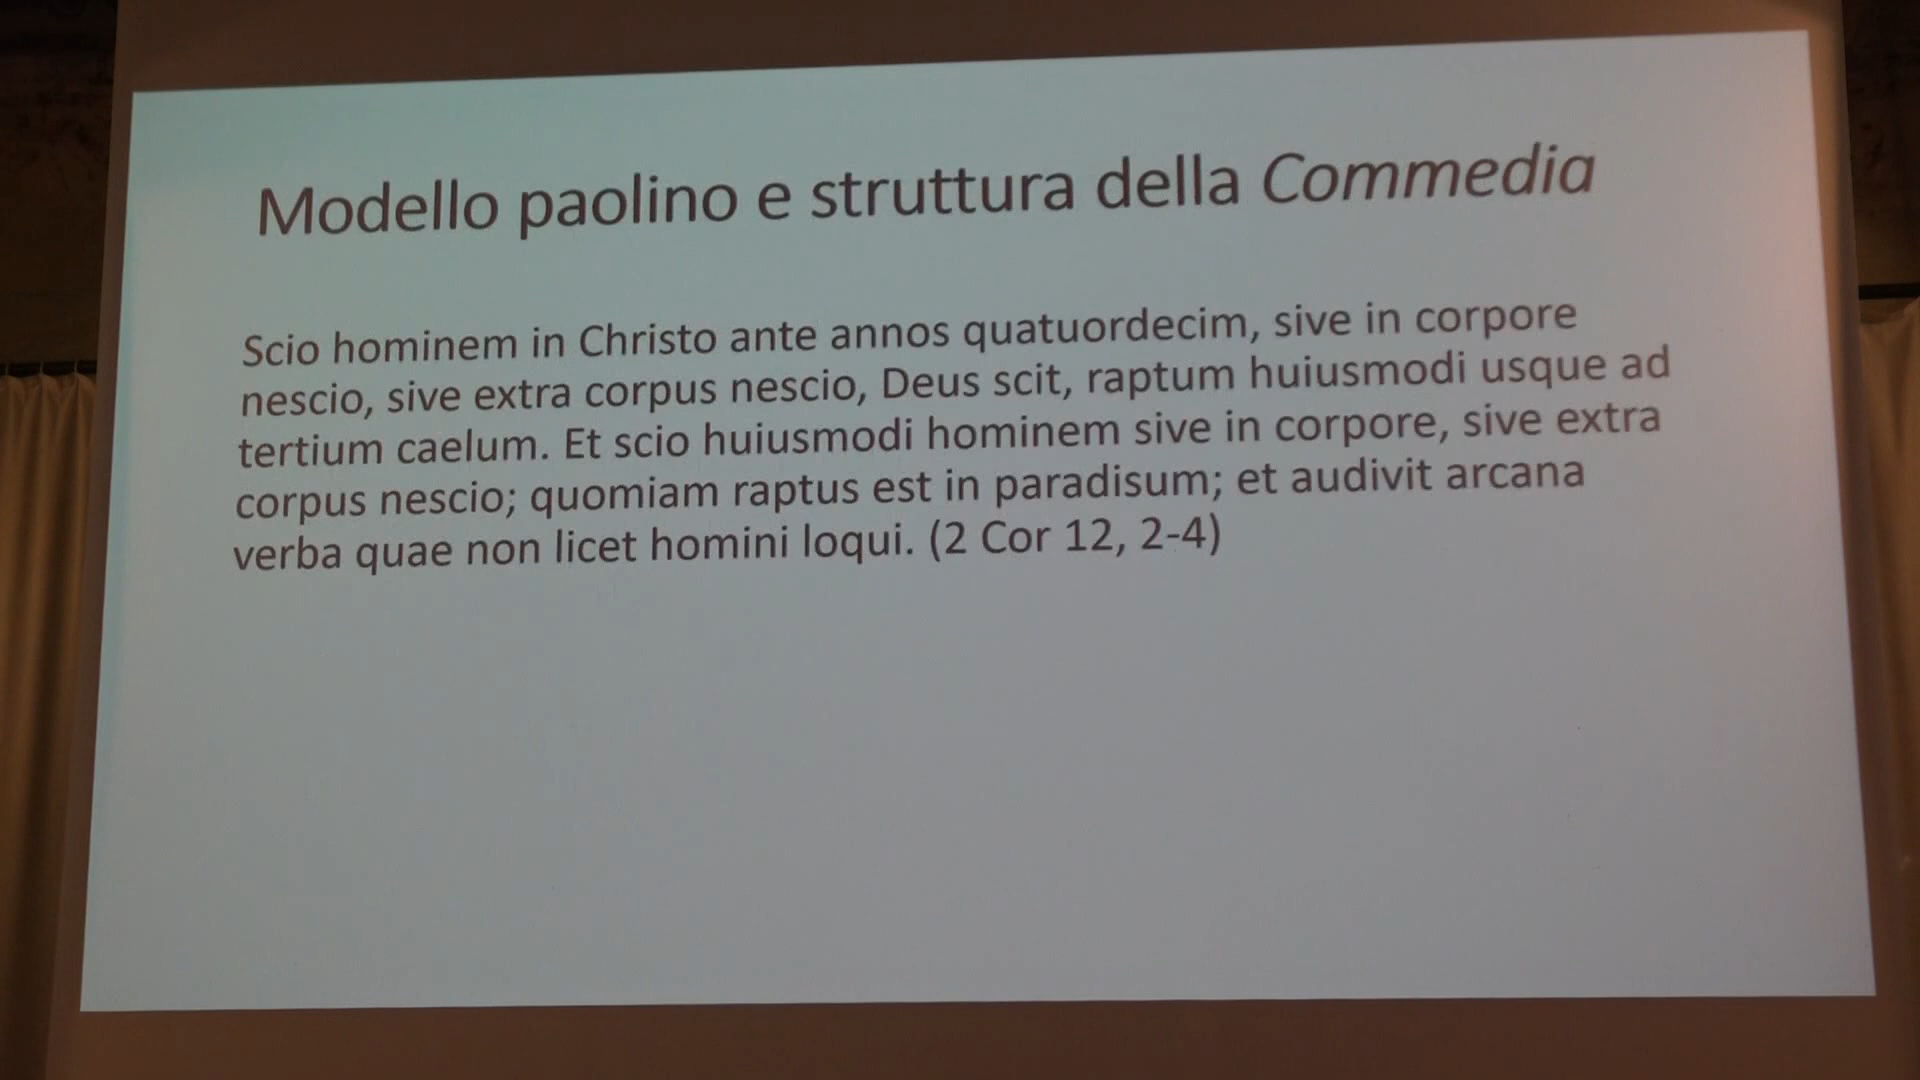 Modello paolino e struttura della Commedia
Scio hominem in Christo ante annos quatuordecim, sive in corpore
nescio, sive extra corpus nescio, Deus scit, raptum huiusmodi usque ad
tertium caelum. Et scio huiusmodi hominem sive in corpore, sive extra
corpus nescio; quomiam raptus est in paradisum; et audivit arcana
verba quae non licet homini loqui. (2 Cor 12, 2-4)